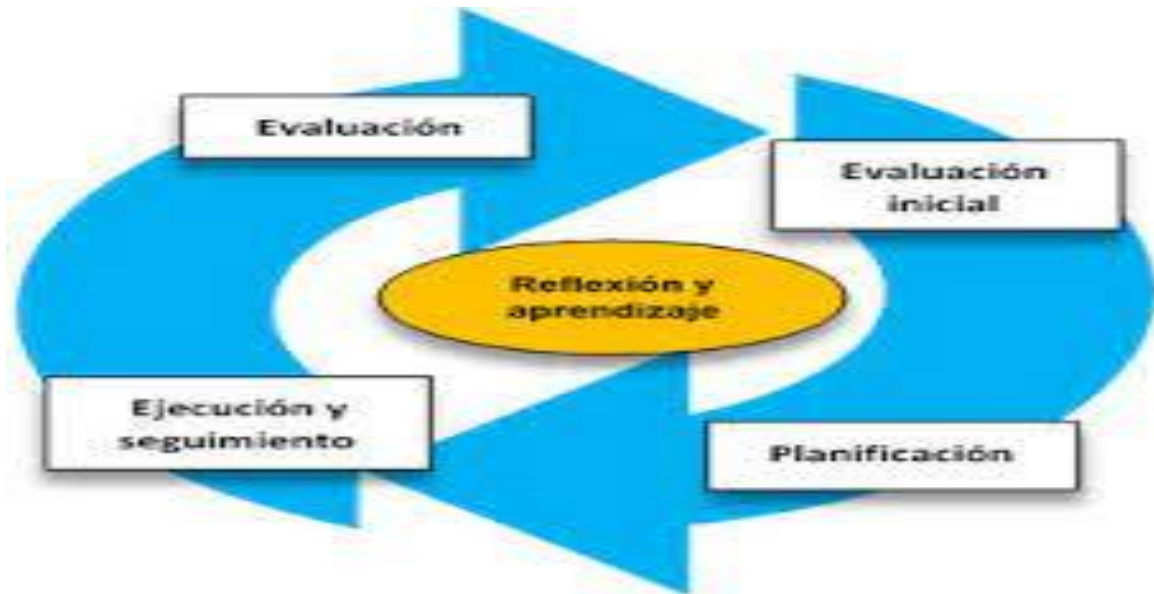 Evaluación
Evaluación
inicial
Reflexión y
aprendizaje
Ejecución y
seguimiento
Planificación